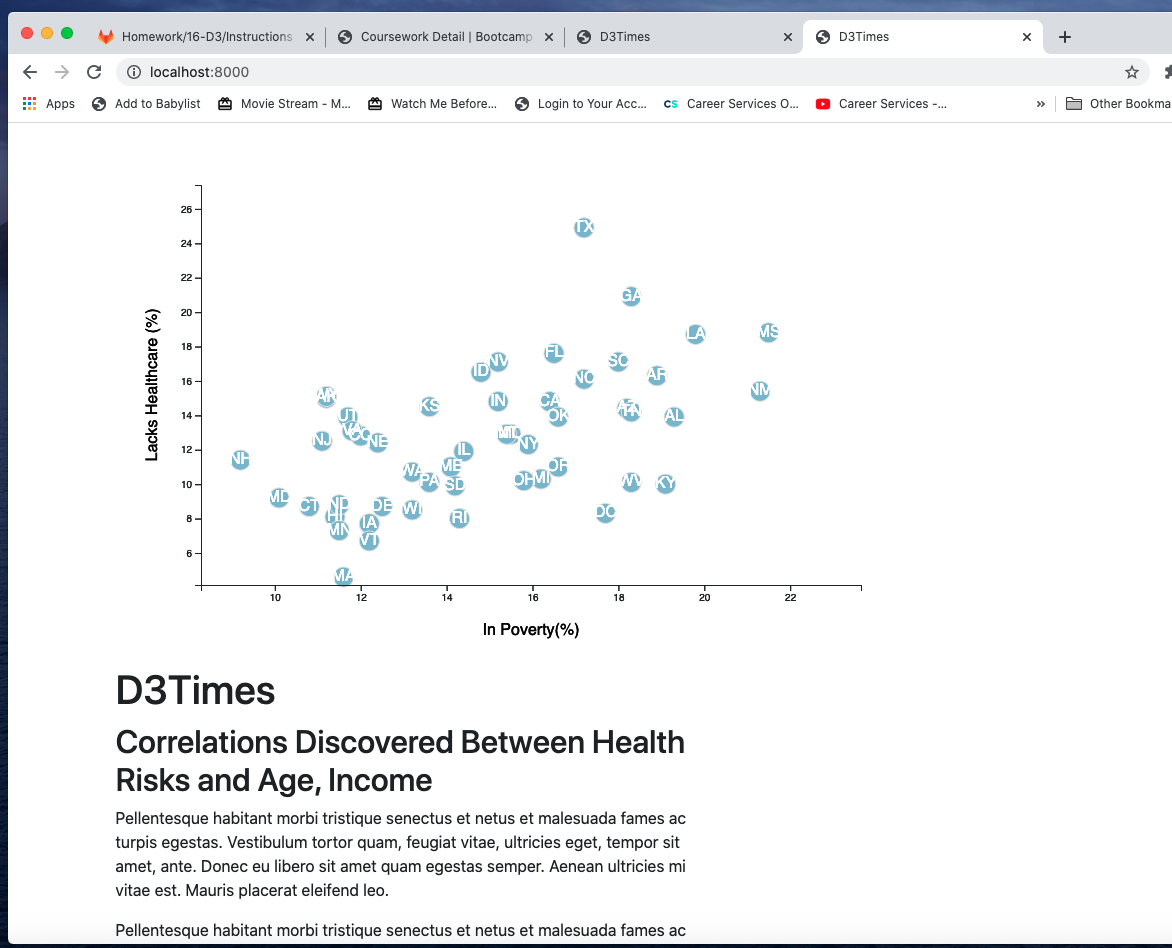 Homework/16-D3/Instructions
Coursework Detail | Bootcamp
D3Times
D3Times
localhost:8000
Apps
Add to Babylist
Movie Stream - M...
Watch Me Before...
Login to Your Acc...
CS
Career Services O...
Career Services -...
»
Other Bookma
26
24
22
20
18
16
14
12
10
8
6
Lacks Healthcare (%)
TX
GA
LA
MS
FL
NV
ID
SC
NC
AR
NM
KS
IN
CA
OK
AL
UT
VA
CO
NE
NJ
NY
IL
NH
WA
ME
PA
SD
OH
MI
OR
WV
KY
MD
CT
ND
HI
MN
DE
WI
IA
VT
RI
DC
MA
10
12
14
16
18
20
22
In Poverty(%)
D3Times
Correlations Discovered Between Health
Risks and Age, Income
Pellentesque habitant morbi tristique senectus et netus et malesuada fames ac
turpis egestas. Vestibulum tortor quam, feugiat vitae, ultricies eget, tempor sit
amet, ante. Donec eu libero sit amet quam egestas semper. Aenean ultricies mi
vitae est. Mauris placerat eleifend leo.
Pellentesque habitant morbi tristique senectus et netus et malesuada fames ac